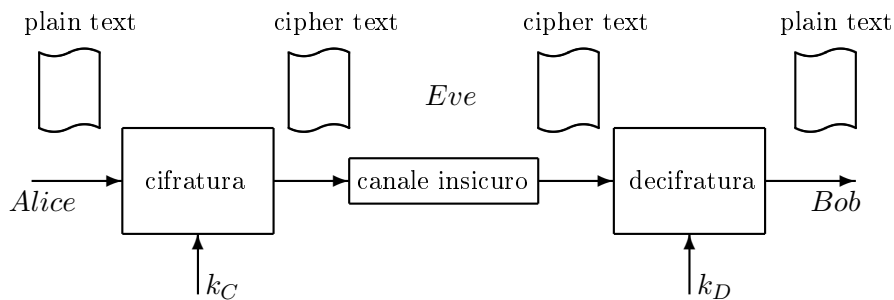 plain text
cipher text
cipher text
plain text
Eve
cifratura
canale insicuro
decifratura
Alice
Bob
k_C
k_D